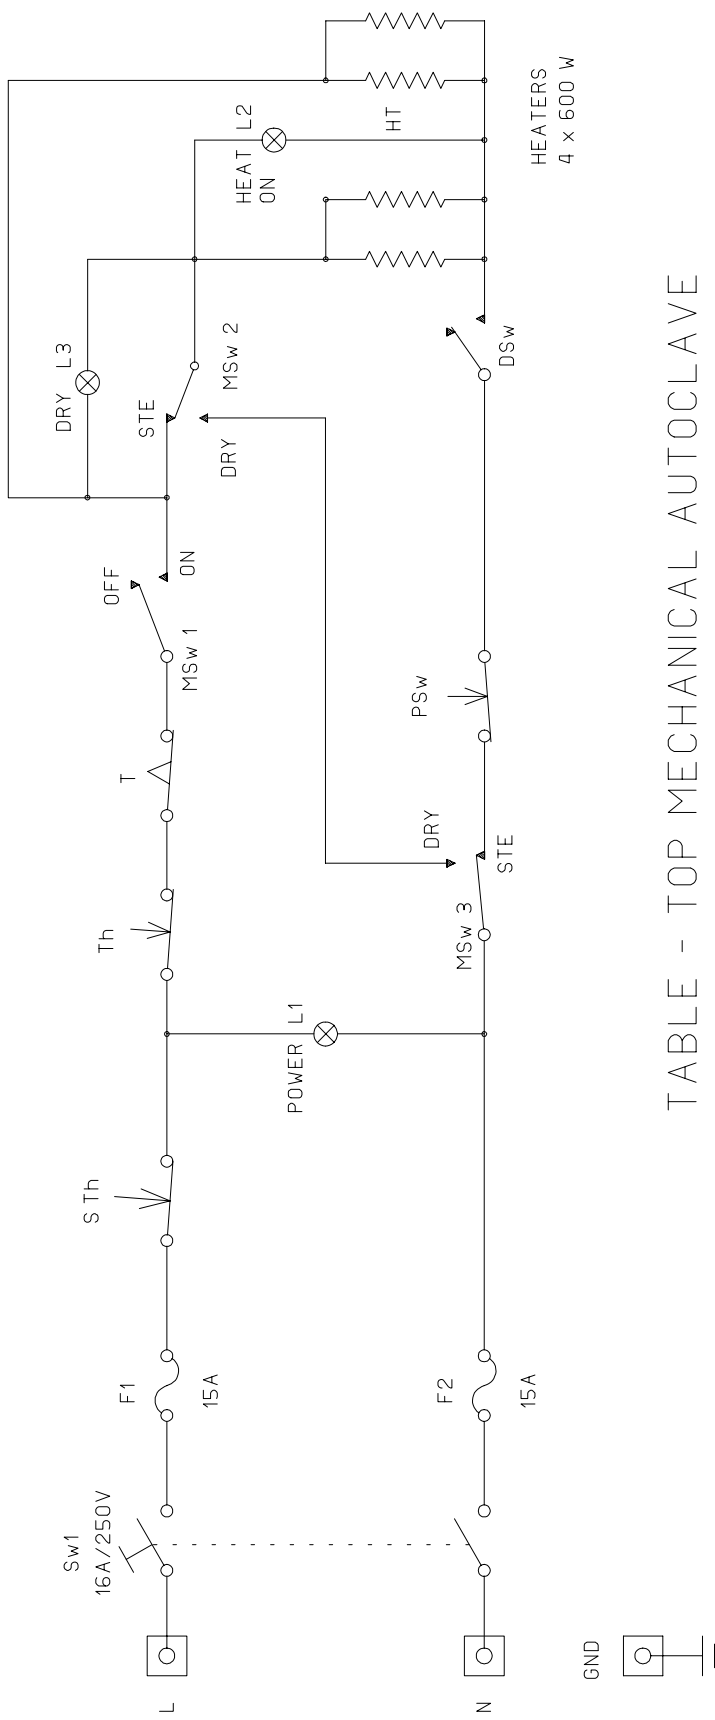 L
N
GND
Sw1
16A/250V
F1
15A
F2
15A
S Th
POWER L1
Th
T
MSw 3
DRY
STE
PSw
MSw 1
OFF
ON
DRY L3
STE
DRY
MSw 2
DSw
HEAT L2
ON
HT
HEATERS
4 x 600 W
TABLE - TOP MECHANICAL AUTOCLAVE